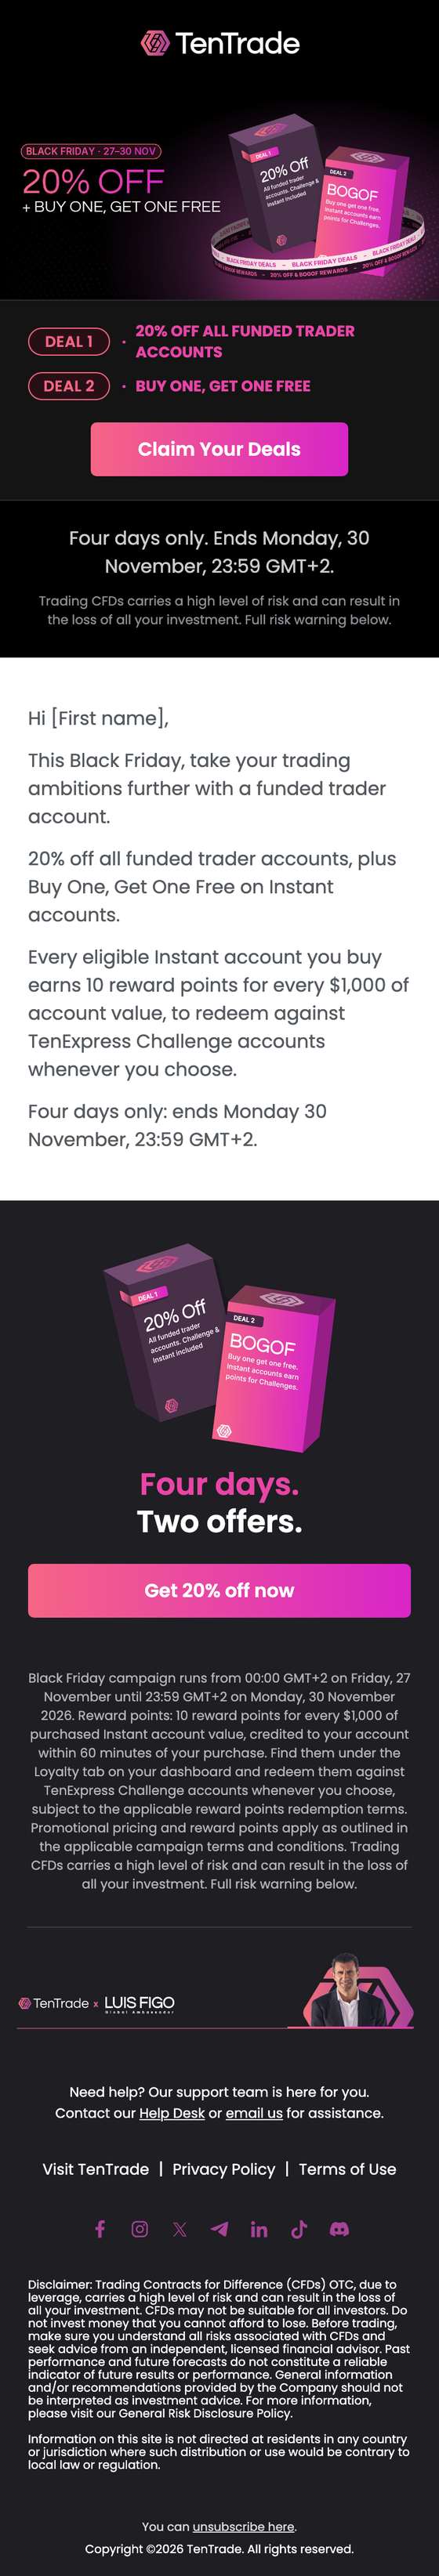 TenTrade
BLACK FRIDAY · 27–30 NOV
20% OFF
+ BUY ONE, GET ONE FREE
DEAL 1
20% Off
All funded trader
accounts. Challenge &
Instant included
DEAL 2
BOGOF
Buy one get one free.
Instant accounts earn
points for Challenges.
BLACK FRIDAY DEALS – BLACK FRIDAY DEALS – BLACK FRIDAY DEALS
20% OFF & BOGOF REWARDS
DEAL 1 · 20% OFF ALL FUNDED TRADER
ACCOUNTS
DEAL 2 · BUY ONE, GET ONE FREE
Claim Your Deals
Four days only. Ends Monday, 30
November, 23:59 GMT+2.
Trading CFDs carries a high level of risk and can result in
the loss of all your investment. Full risk warning below.
Hi [First name],
This Black Friday, take your trading
ambitions further with a funded trader
account.
20% off all funded trader accounts, plus
Buy One, Get One Free on Instant
accounts.
Every eligible Instant account you buy
earns 10 reward points for every $1,000 of
account value, to redeem against
TenExpress Challenge accounts
whenever you choose.
Four days only: ends Monday 30
November, 23:59 GMT+2.
DEAL 1
20% Off
All funded trader
accounts. Challenge &
Instant included
DEAL 2
BOGOF
Buy one get one free.
Instant accounts earn
points for Challenges.
Four days.
Two offers.
Get 20% off now
Black Friday campaign runs from 00:00 GMT+2 on Friday, 27
November until 23:59 GMT+2 on Monday, 30 November
2026. Reward points: 10 reward points for every $1,000 of
purchased Instant account value, credited to your account
within 60 minutes of your purchase. Find them under the
Loyalty tab on your dashboard and redeem them against
TenExpress Challenge accounts whenever you choose,
subject to the applicable reward points redemption terms.
Promotional pricing and reward points apply as outlined in
the applicable campaign terms and conditions. Trading
CFDs carries a high level of risk and can result in the loss of
all your investment. Full risk warning below.
TenTrade x LUIS FIGO
Global Ambassador
Need help? Our support team is here for you.
Contact our Help Desk or email us for assistance.
Visit TenTrade | Privacy Policy | Terms of Use
Disclaimer: Trading Contracts for Difference (CFDs) OTC, due to
leverage, carries a high level of risk and can result in the loss of
all your investment. CFDs may not be suitable for all investors. Do
not invest money that you cannot afford to lose. Before trading,
make sure you understand all risks associated with CFDs and
seek advice from an independent, licensed financial advisor. Past
performance and future forecasts do not constitute a reliable
indicator of future results or performance. General information
and/or recommendations provided by the Company should not
be interpreted as investment advice. For more information,
please visit our General Risk Disclosure Policy.
Information on this site is not directed at residents in any country
or jurisdiction where such distribution or use would be contrary to
local law or regulation.
You can unsubscribe here.
Copyright ©2026 TenTrade. All rights reserved.